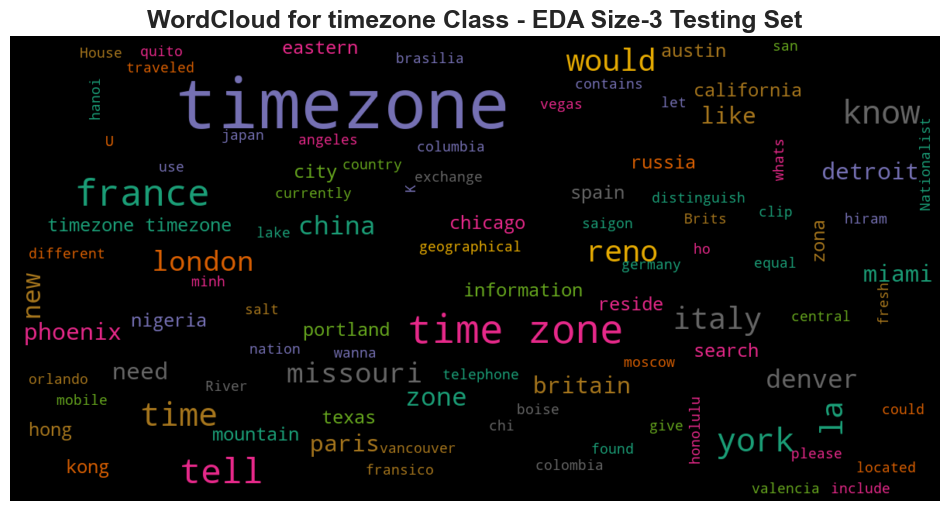 WordCloud for timezone Class - EDA Size-3 Testing Set
House
quito
eastern
brasilia
would
austin
san
traveled
timezone
contains
california
know
hanoi
vegas
let
like
U
japan
angeles
columbia
whats
Nationalist
use
city
country
exchange
russia
detroit
france
currently
K
spain
distinguish
timezone timezone
lake
china
chicago
saigon
Brits
clip
hiram
zona
different
london
geographical
reno
ho
germany
equal
miami
new
minh
information
reside
fresh
phoenix
nigeria
salt
portland
time zone
italy
central
nation
wanna
search
orlando
need
River
missouri
telephone
britain
moscow
denver
mobile
time
zone
boise
could
hong
mountain
texas
chi
give
honolulu
york
la
paris
vancouver
found
please
kong
tell
fransico
colombia
located
valencia
include